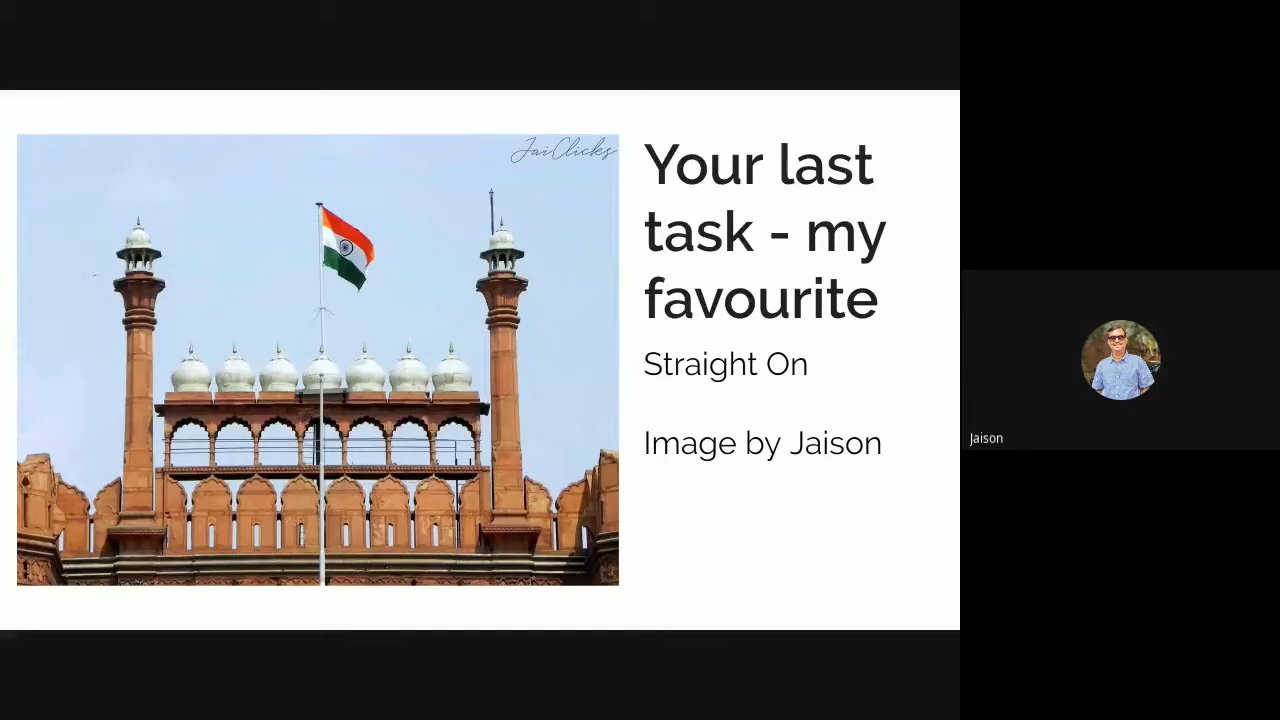 JaiClicks
Your last
task - my
favourite
Straight On
Image by Jaison
Jaison